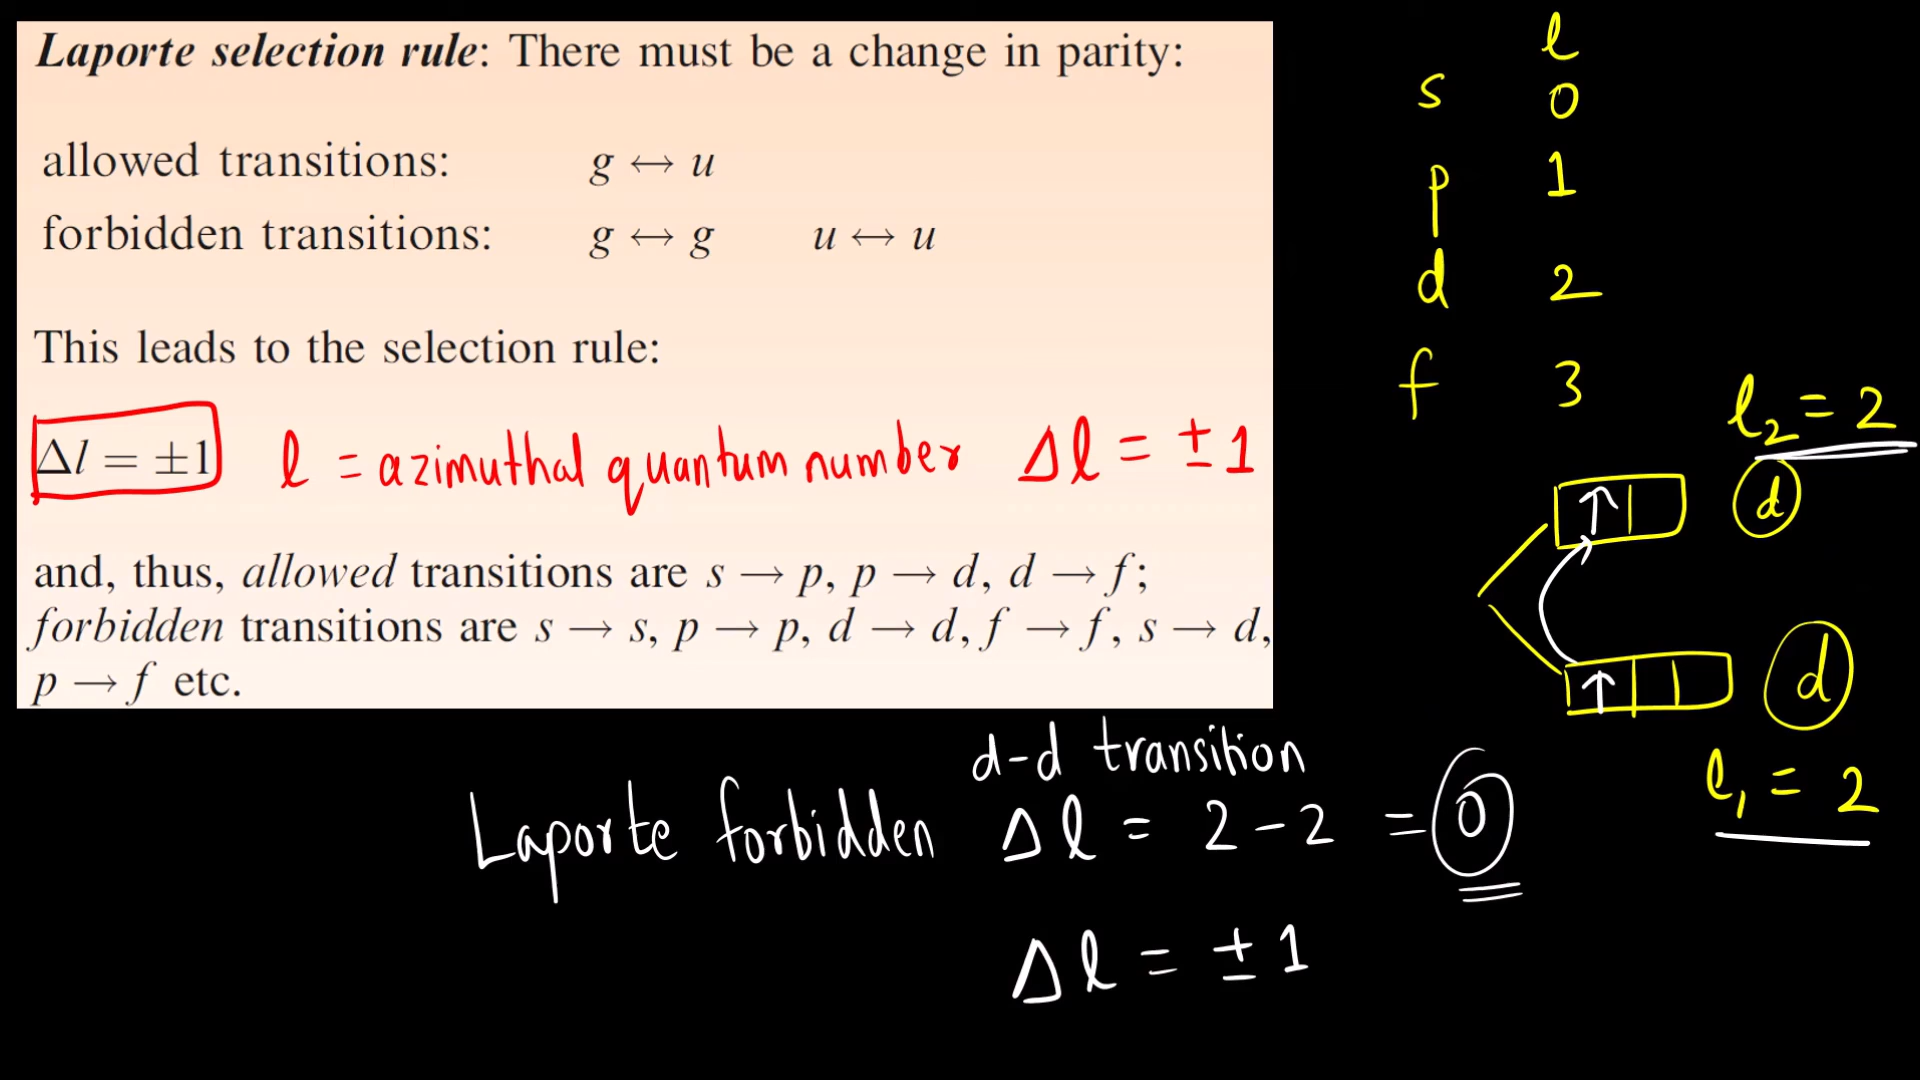 Laporte selection rule: There must be a change in parity:
allowed transitions: g ↔ u
forbidden transitions: g ↔ g u ↔ u
This leads to the selection rule:
Δl = ±1 l = azimuthal quantum number Δl = ±1
and, thus, allowed transitions are s → p, p → d, d → f;
forbidden transitions are s → s, p → p, d → d, f → f, s → d,
p → f etc.
l
s 0
p 1
d 2
f 3
l₂ = 2
d
d
l₁ = 2
d-d transition
Laporte forbidden Δl = 2 - 2 = 0
Δl = ±1